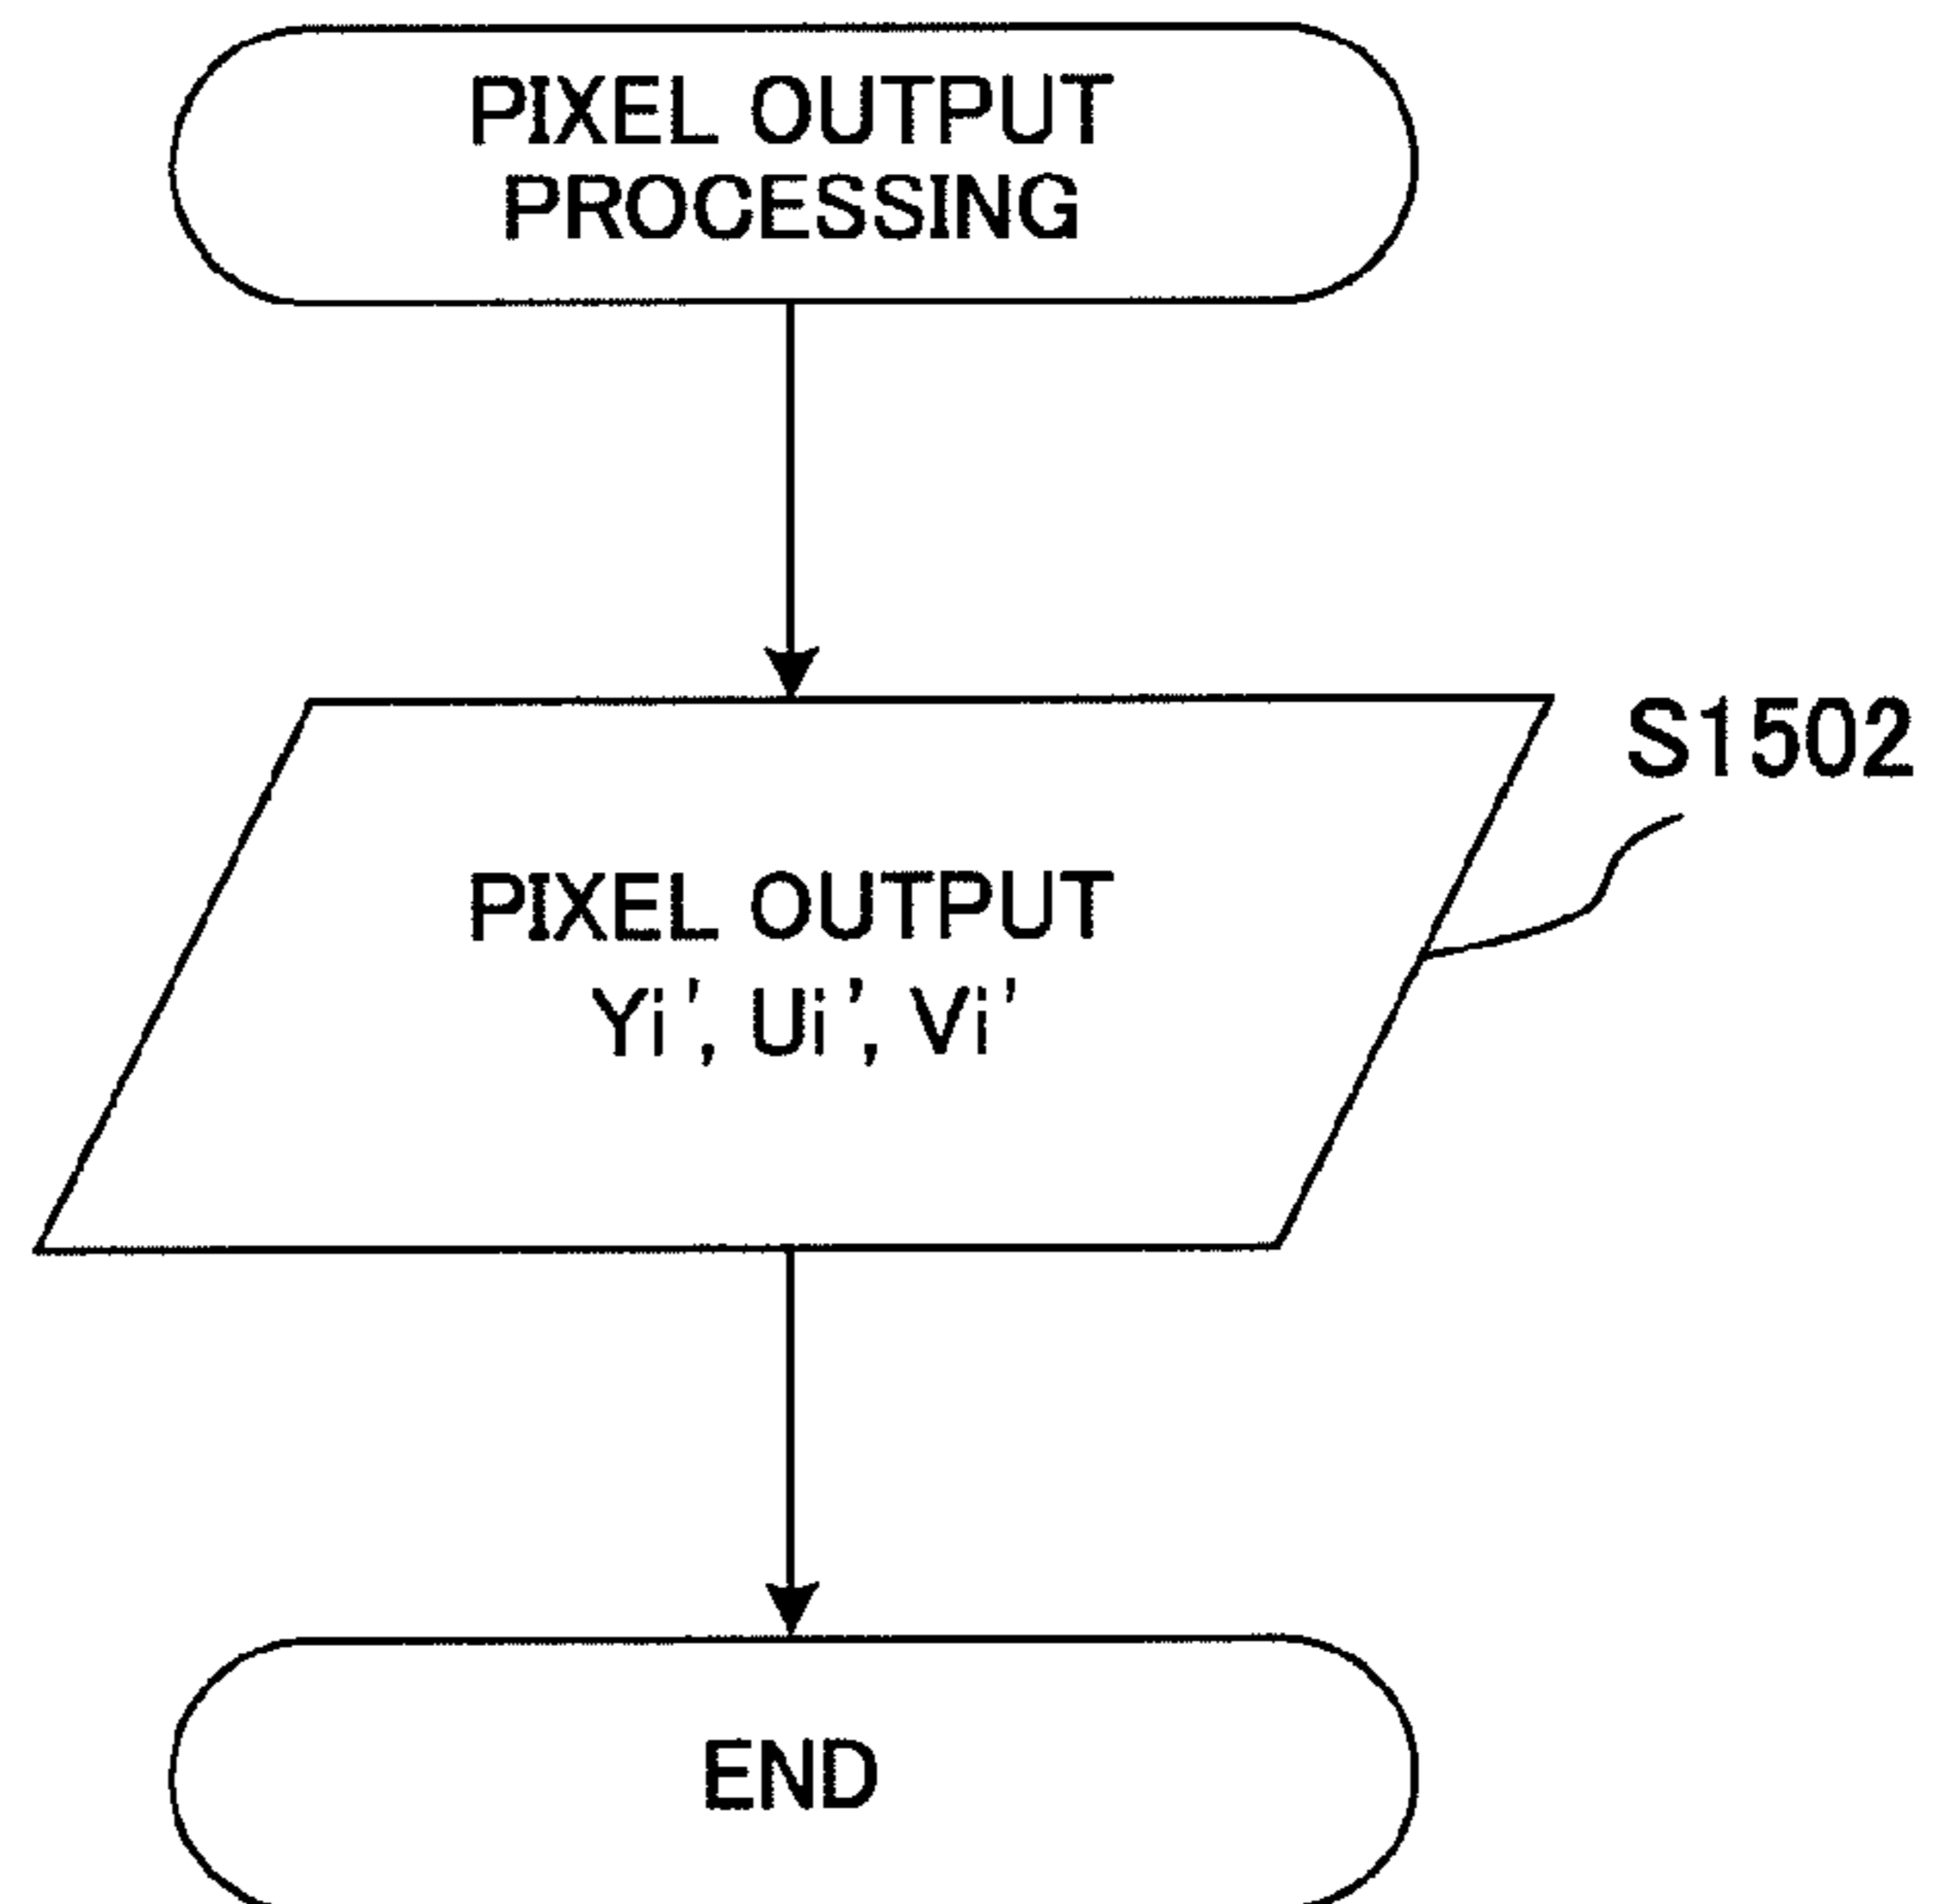 PIXEL OUTPUT
PROCESSING
S1502
PIXEL OUTPUT
Yi', Ui', Vi'
END